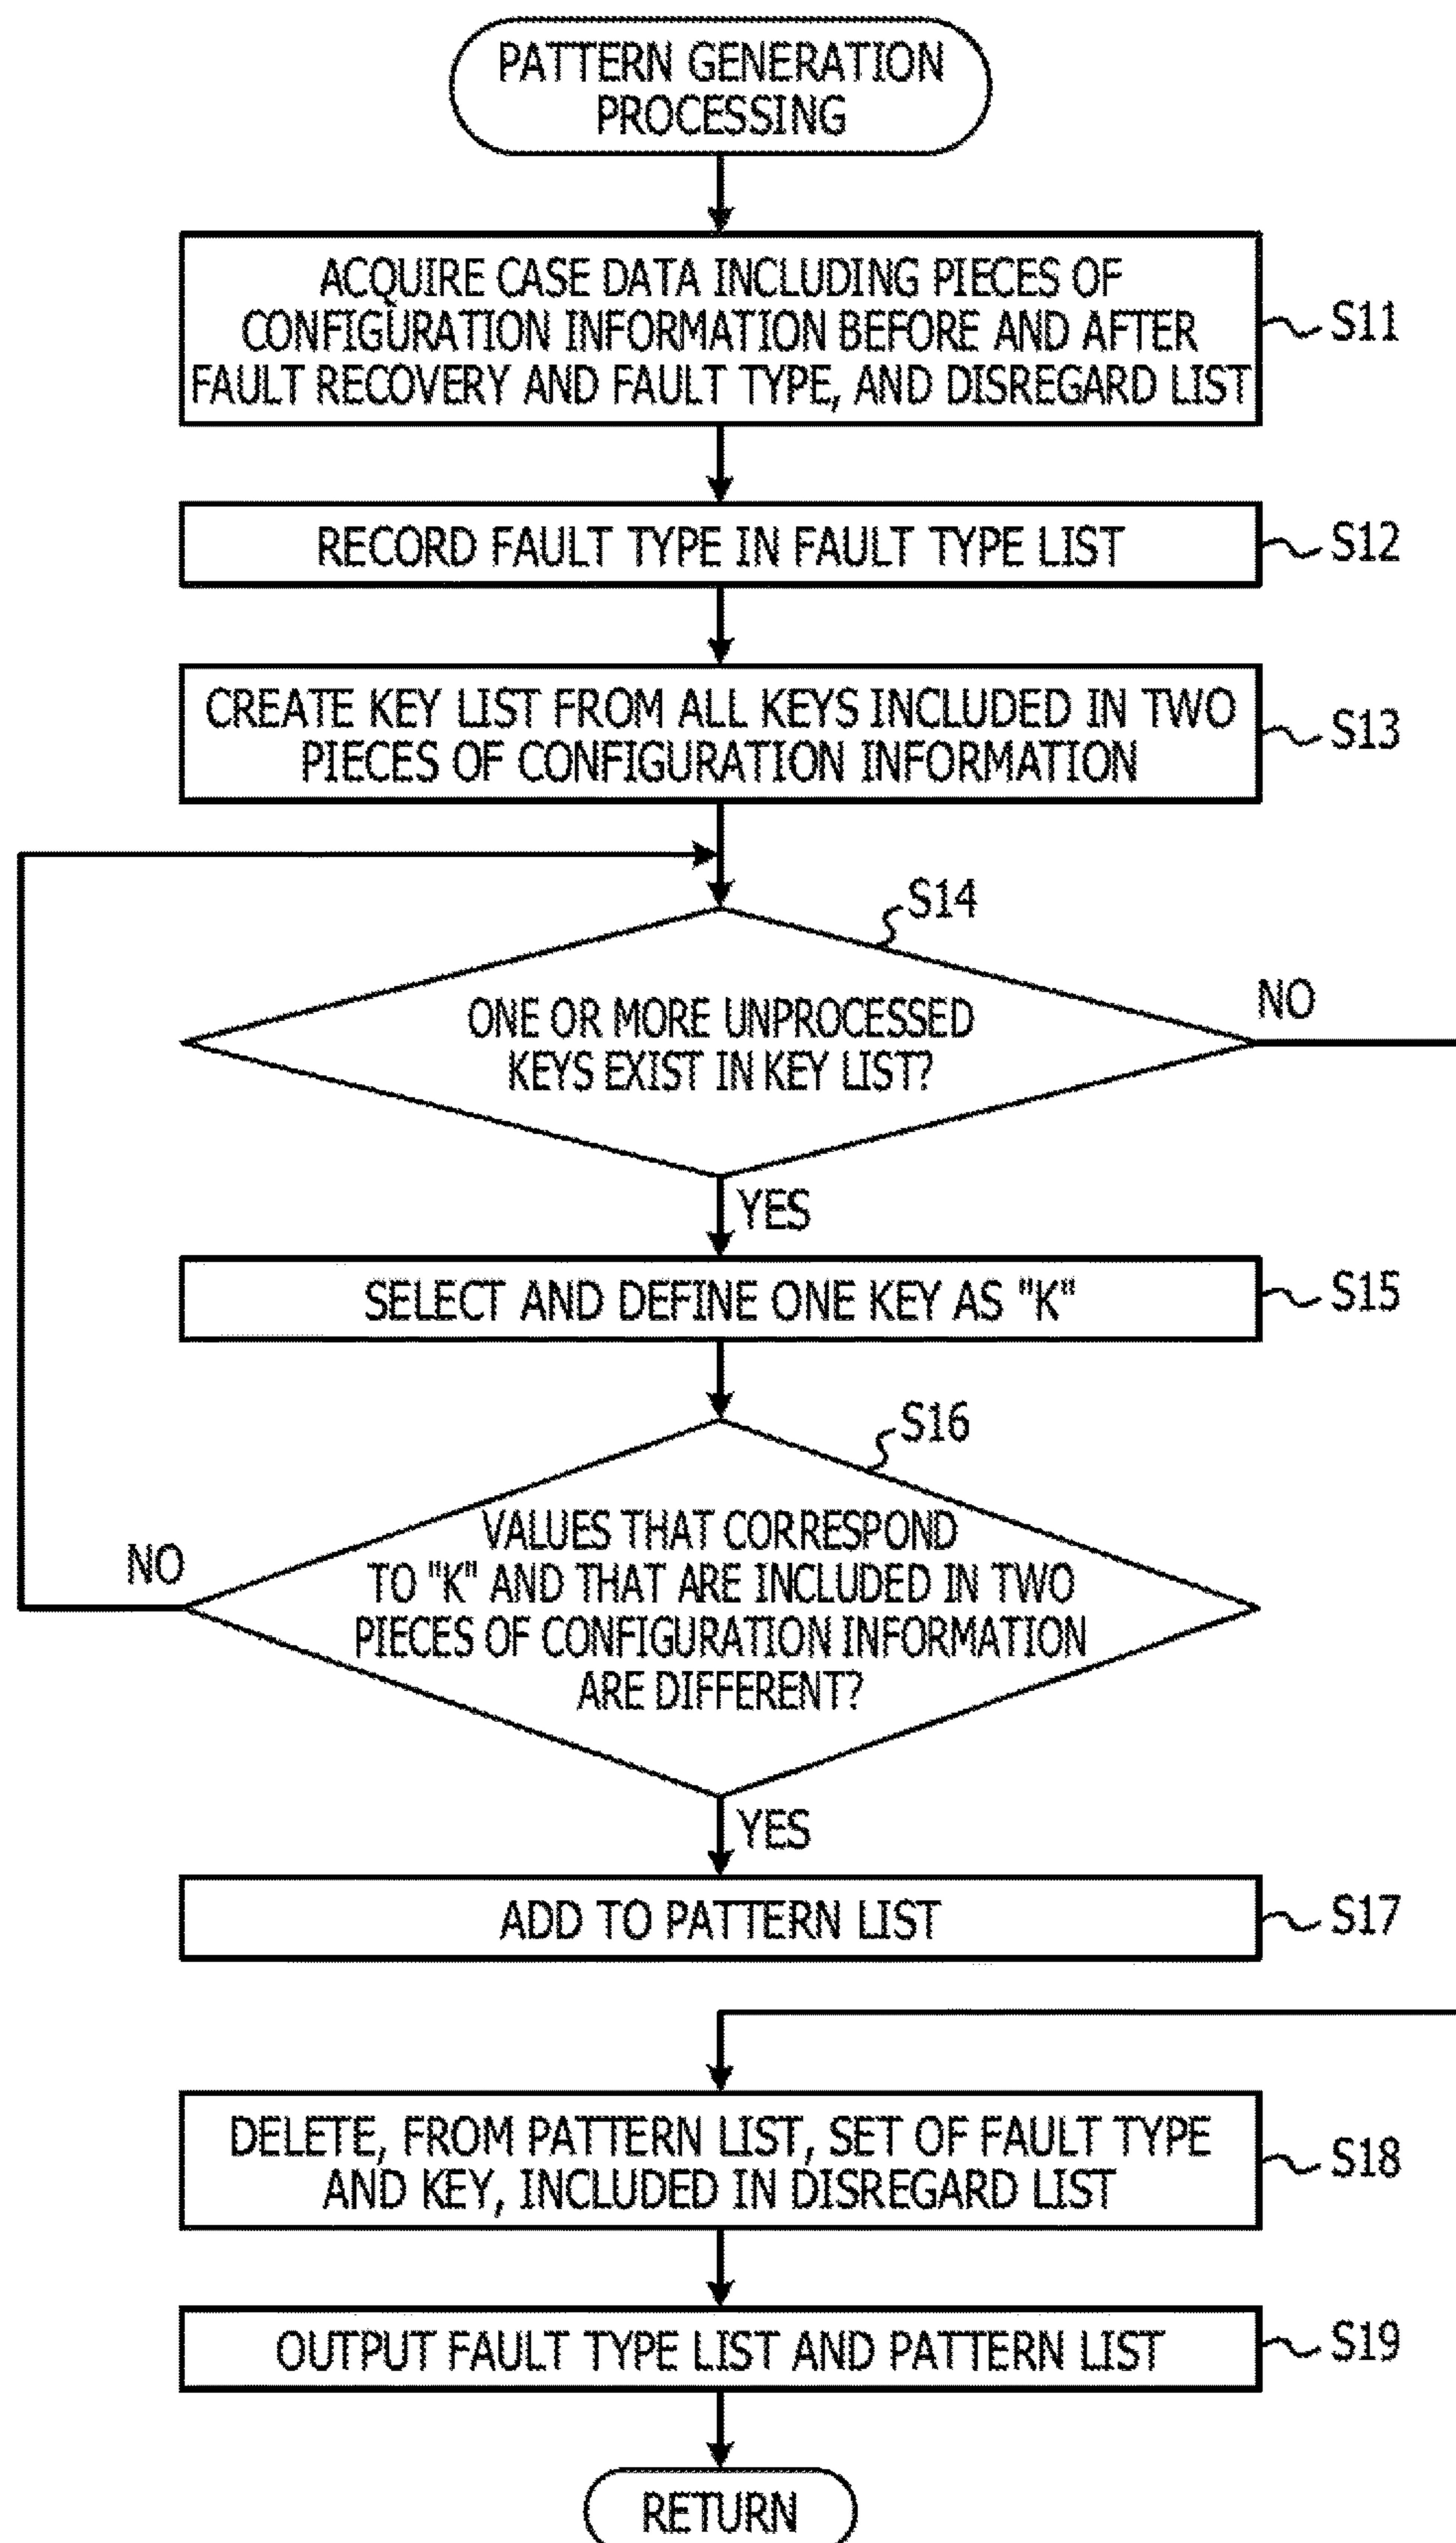 PATTERN GENERATION
PROCESSING
ACQUIRE CASE DATA INCLUDING PIECES OF
CONFIGURATION INFORMATION BEFORE AND AFTER
FAULT RECOVERY AND FAULT TYPE, AND DISREGARD LIST
S11
RECORD FAULT TYPE IN FAULT TYPE LIST
S12
CREATE KEY LIST FROM ALL KEYS INCLUDED IN TWO
PIECES OF CONFIGURATION INFORMATION
S13
S14
ONE OR MORE UNPROCESSED
KEYS EXIST IN KEY LIST?
NO
YES
SELECT AND DEFINE ONE KEY AS "K"
S15
S16
VALUES THAT CORRESPOND
TO "K" AND THAT ARE INCLUDED IN TWO
PIECES OF CONFIGURATION INFORMATION
ARE DIFFERENT?
NO
YES
ADD TO PATTERN LIST
S17
DELETE, FROM PATTERN LIST, SET OF FAULT TYPE
AND KEY, INCLUDED IN DISREGARD LIST
S18
OUTPUT FAULT TYPE LIST AND PATTERN LIST
S19
RETURN